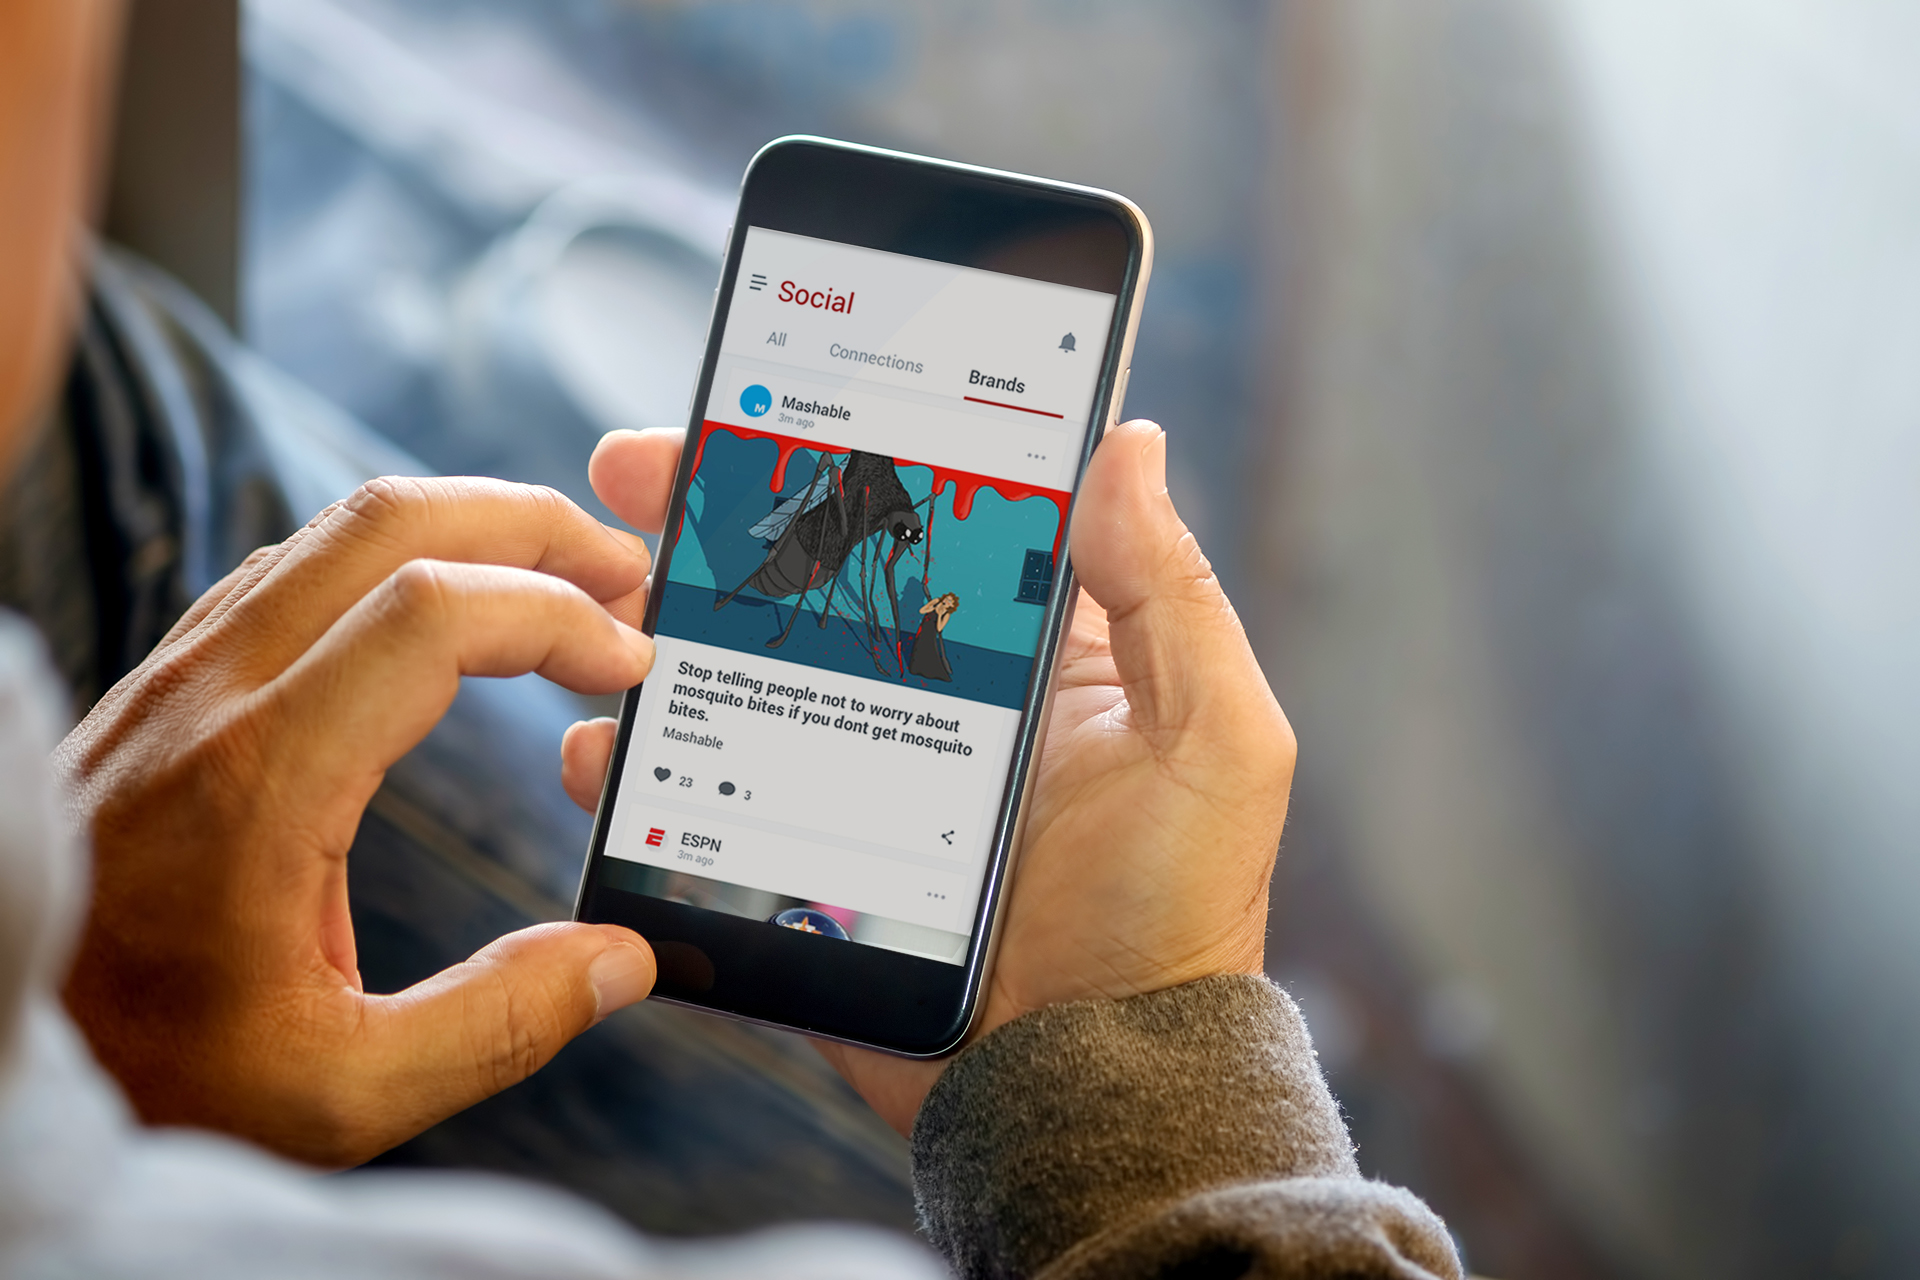 Social
All Connections Brands
M
Mashable
3m ago
Stop telling people not to worry about
mosquito bites if you dont get mosquito
bites.
Mashable
23 3
E
ESPN
3m ago